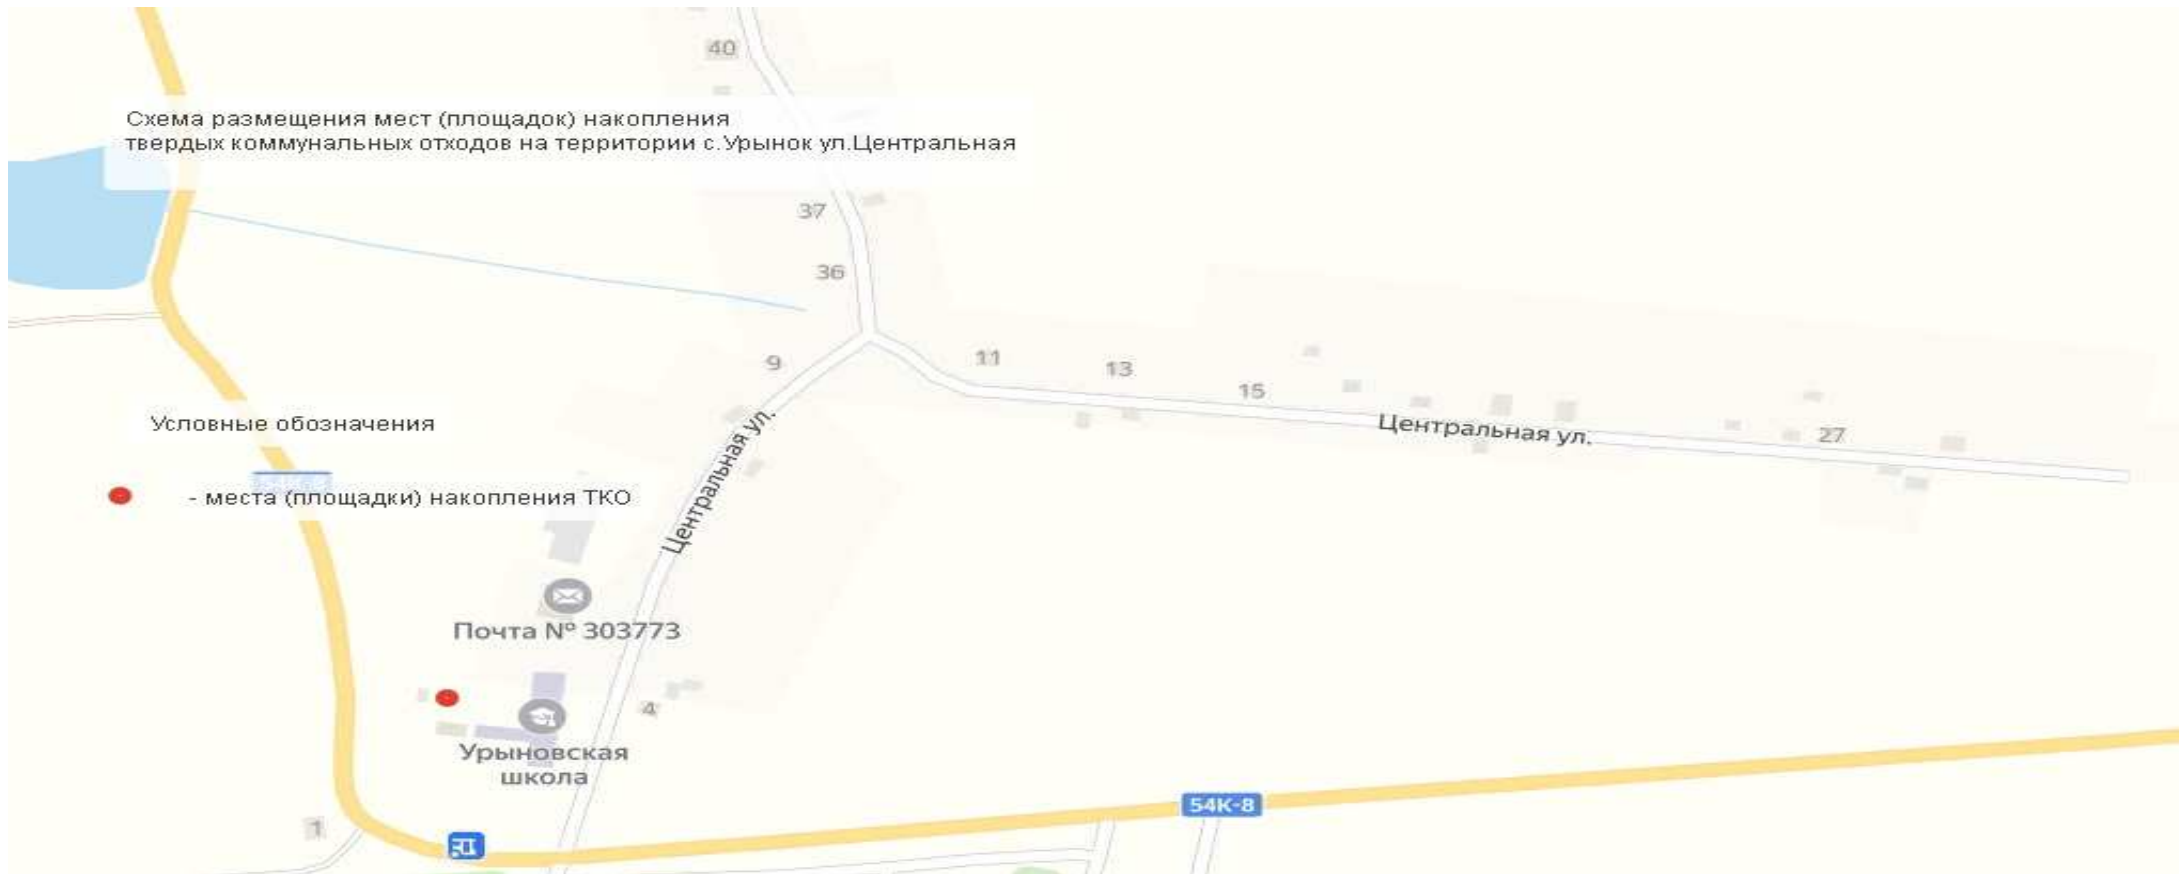 40
Схема размещения мест (площадок) накопления
твердых коммунальных отходов на территории с.Урынок ул.Центральная
37
36
9
11
13
15
Центральная ул.
27
Условные обозначения
Центральная ул.
- места (площадки) накопления ТКО
Почта № 303773
4
Урыновская
школа
54К-8
1